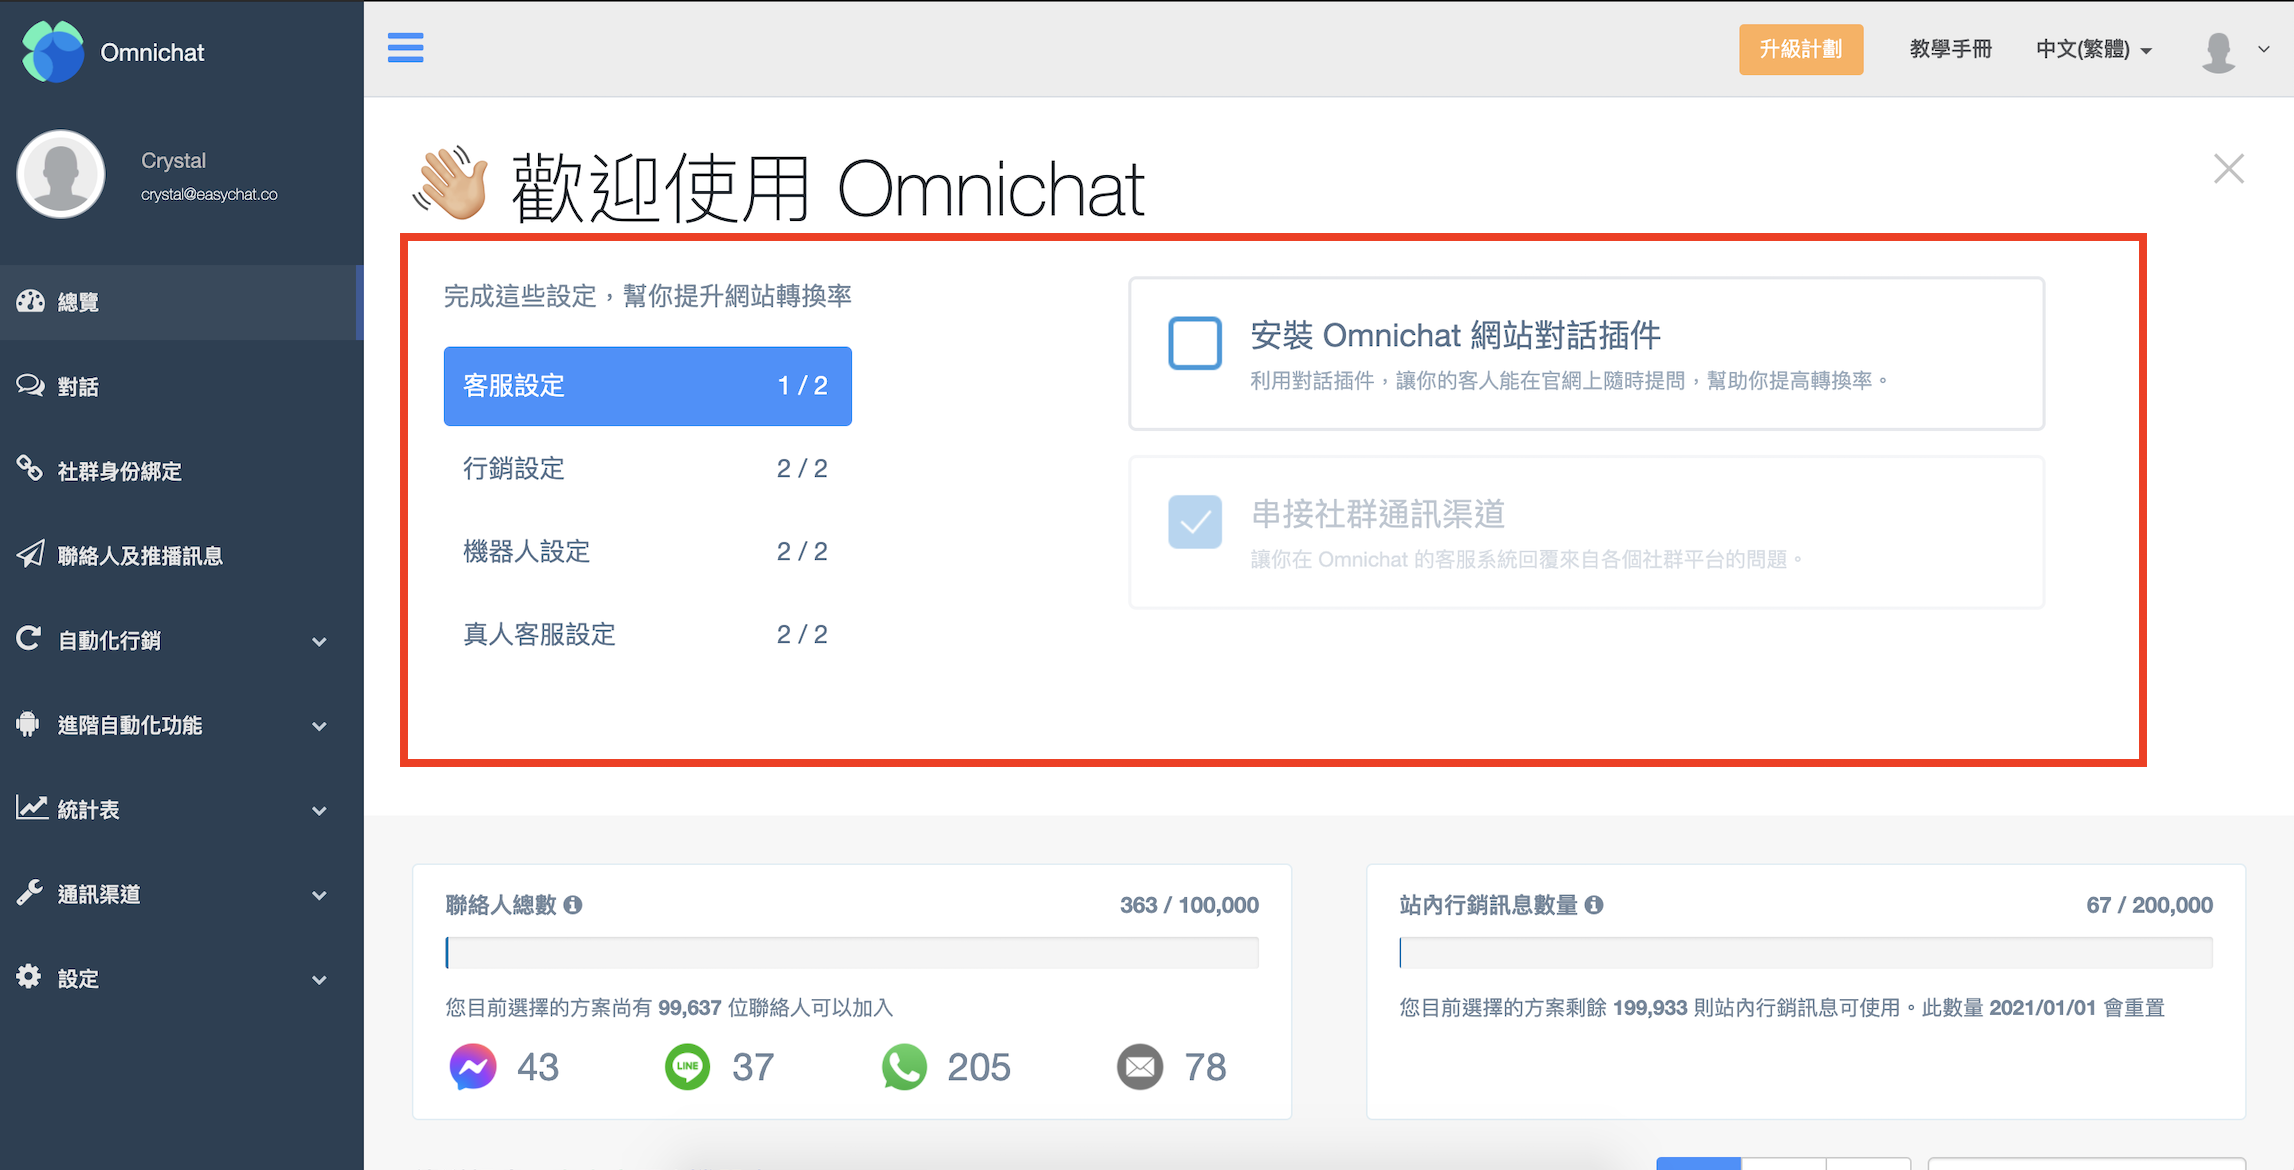 Omnichat
升級計劃
教學手冊
中文(繁體)
Crystal
crystal@easychat.co
總覽
對話
社群身份綁定
聯絡人及推播訊息
自動化行銷
進階自動化功能
統計表
通訊渠道
設定
歡迎使用 Omnichat
完成這些設定，幫你提升網站轉換率
客服設定 1 / 2
行銷設定 2 / 2
機器人設定 2 / 2
真人客服設定 2 / 2
安裝 Omnichat 網站對話插件
利用對話插件，讓你的客人能在官網上隨時提問，幫助你提高轉換率。
串接社群通訊渠道
讓你在 Omnichat 的客服系統回覆來自各個社群平台的問題。
聯絡人總數 363 / 100,000
您目前選擇的方案尚有 99,637 位聯絡人可以加入
43
LINE 37
205
78
站內行銷訊息數量 67 / 200,000
您目前選擇的方案剩餘 199,933 則站內行銷訊息可使用。此數量 2021/01/01 會重置